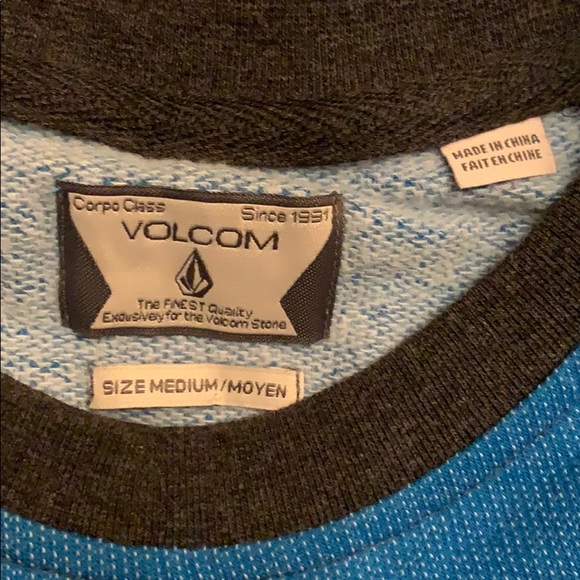 MADE IN CHINA
FAIT EN CHINE
Corpo Class Since 1991
VOLCOM
The FINEST Quality
Exclusively for the Volcom Stone
SIZE MEDIUM/MOYEN